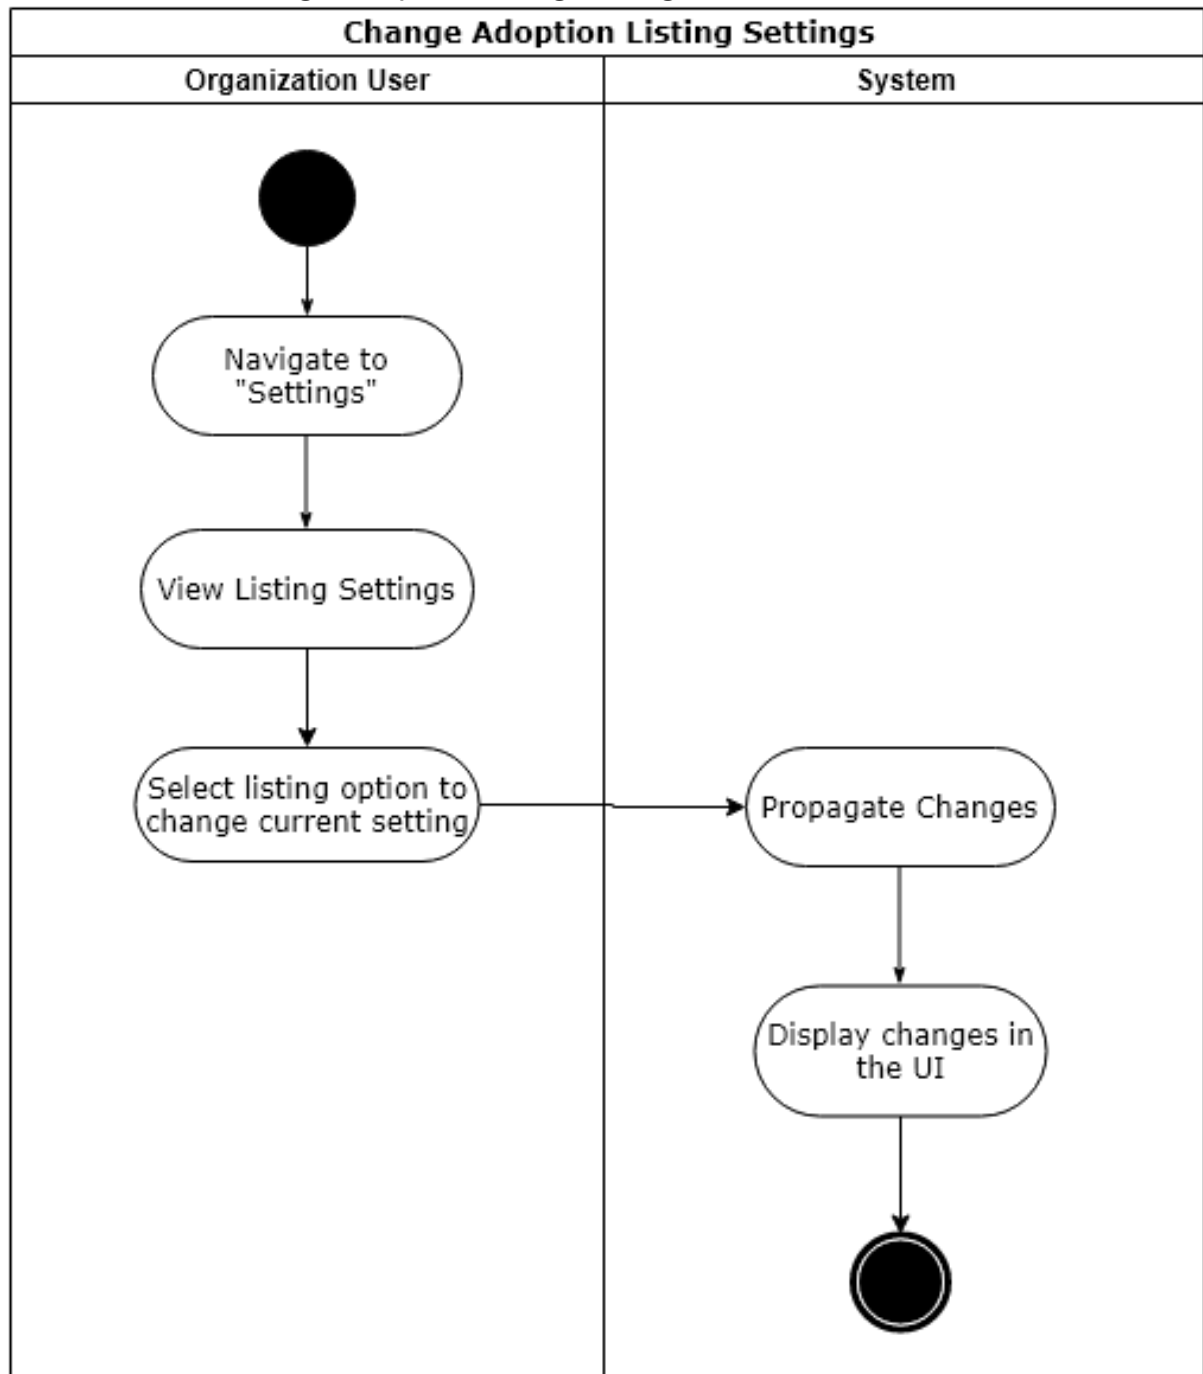 Change Adoption Listing Settings
Organization User
System
Navigate to
"Settings"
View Listing Settings
Select listing option to
change current setting
Propagate Changes
Display changes in
the UI